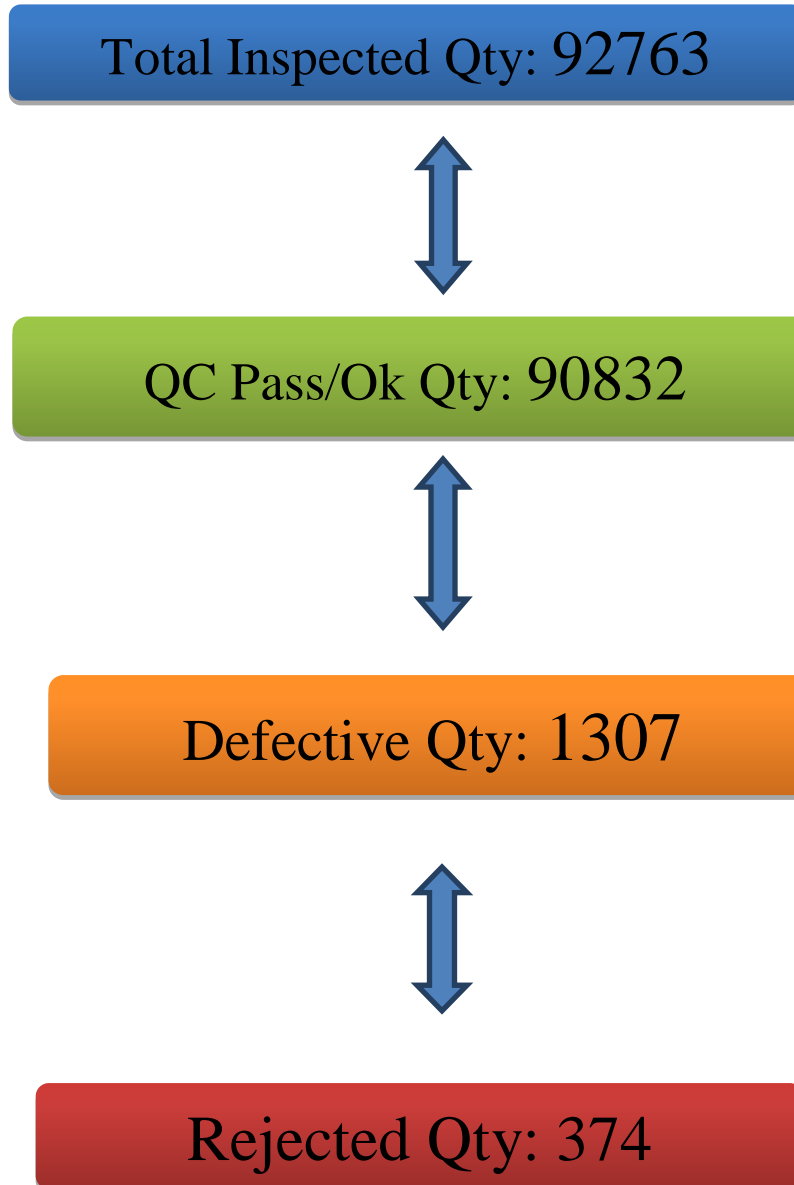 Total Inspected Qty: 92763
QC Pass/Ok Qty: 90832
Defective Qty: 1307
Rejected Qty: 374